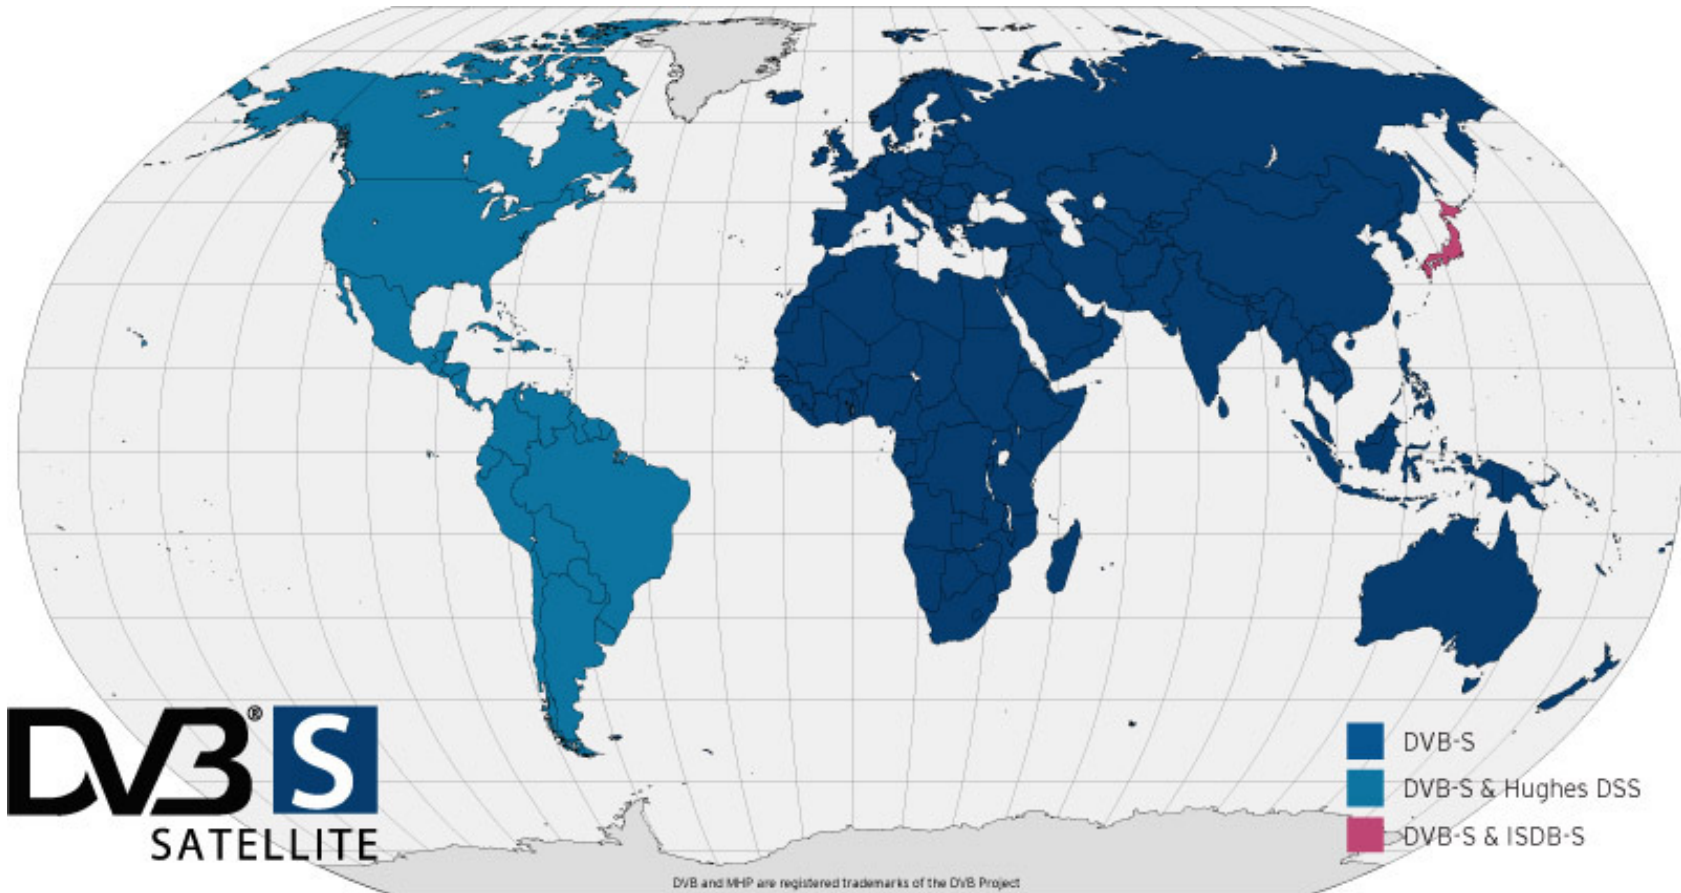 DVB® S
SATELLITE
DVB-S
DVB-S & Hughes DSS
DVB-S & ISDB-S
DVB and MHP are registered trademarks of the DVB Project